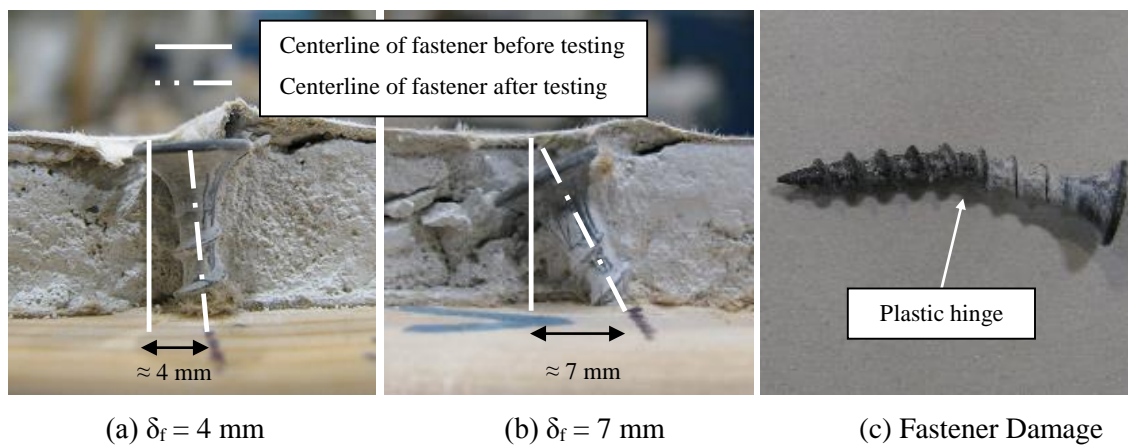 Centerline of fastener before testing
Centerline of fastener after testing
≈ 4 mm
≈ 7 mm
Plastic hinge
(a) δf = 4 mm
(b) δf = 7 mm
(c) Fastener Damage